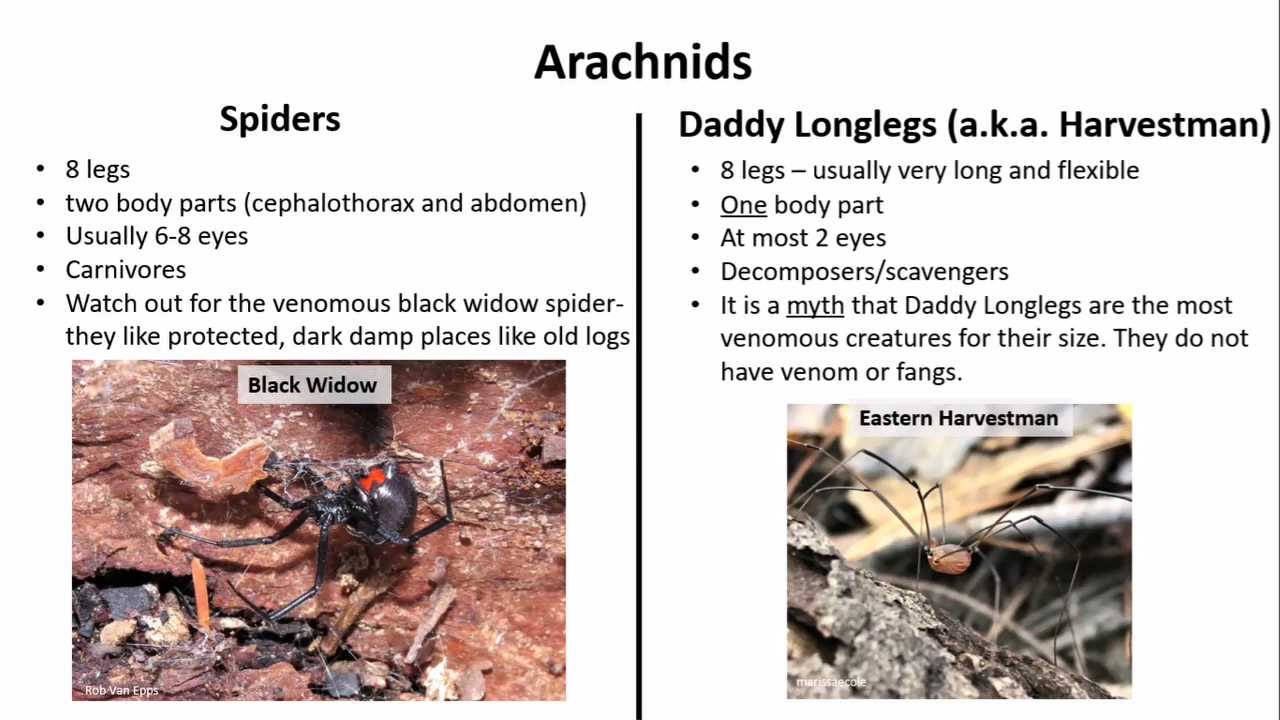 Arachnids
Spiders
• 8 legs
• two body parts (cephalothorax and abdomen)
• Usually 6-8 eyes
• Carnivores
• Watch out for the venomous black widow spider-
they like protected, dark damp places like old logs
Black Widow
Rob Van Epps
Daddy Longlegs (a.k.a. Harvestman)
• 8 legs – usually very long and flexible
• One body part
• At most 2 eyes
• Decomposers/scavengers
• It is a myth that Daddy Longlegs are the most
venomous creatures for their size. They do not
have venom or fangs.
Eastern Harvestman
marissaecole